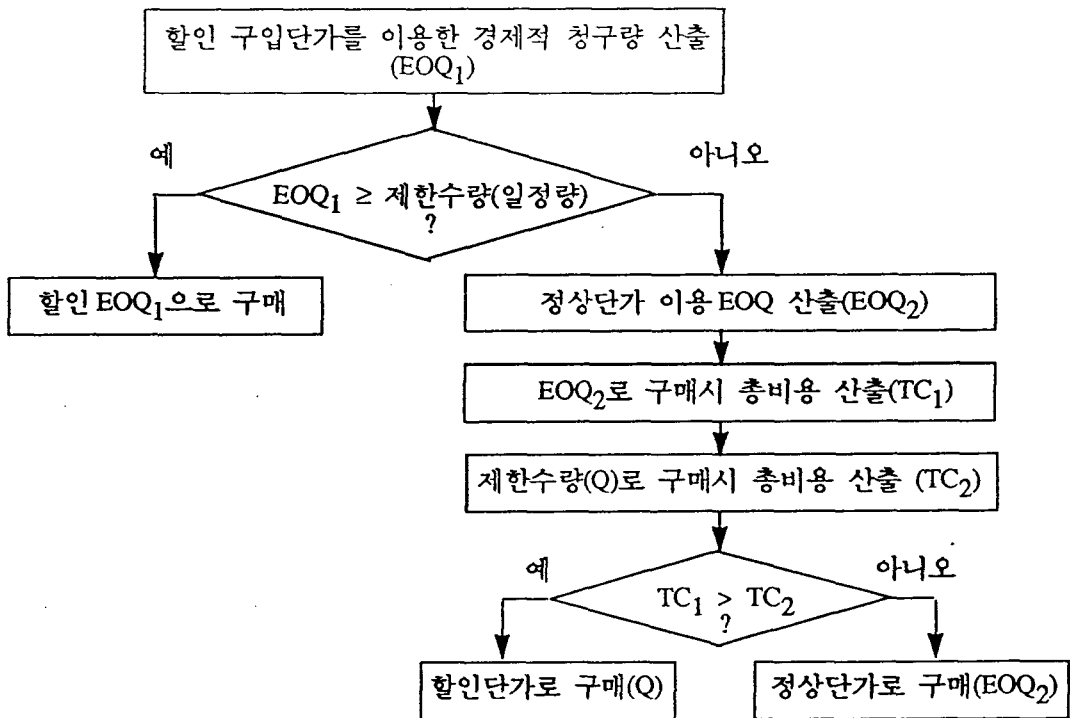 할인 구입단가를 이용한 경제적 청구량 산출
(EOQ1)
예
아니오
EOQ1 ≥ 제한수량(일정량)
?
할인 EOQ1으로 구매
정상단가 이용 EOQ 산출(EOQ2)
EOQ2로 구매시 총비용 산출(TC1)
제한수량(Q)로 구매시 총비용 산출 (TC2)
예
아니오
TC1 > TC2
?
할인단가로 구매(Q)
정상단가로 구매(EOQ2)